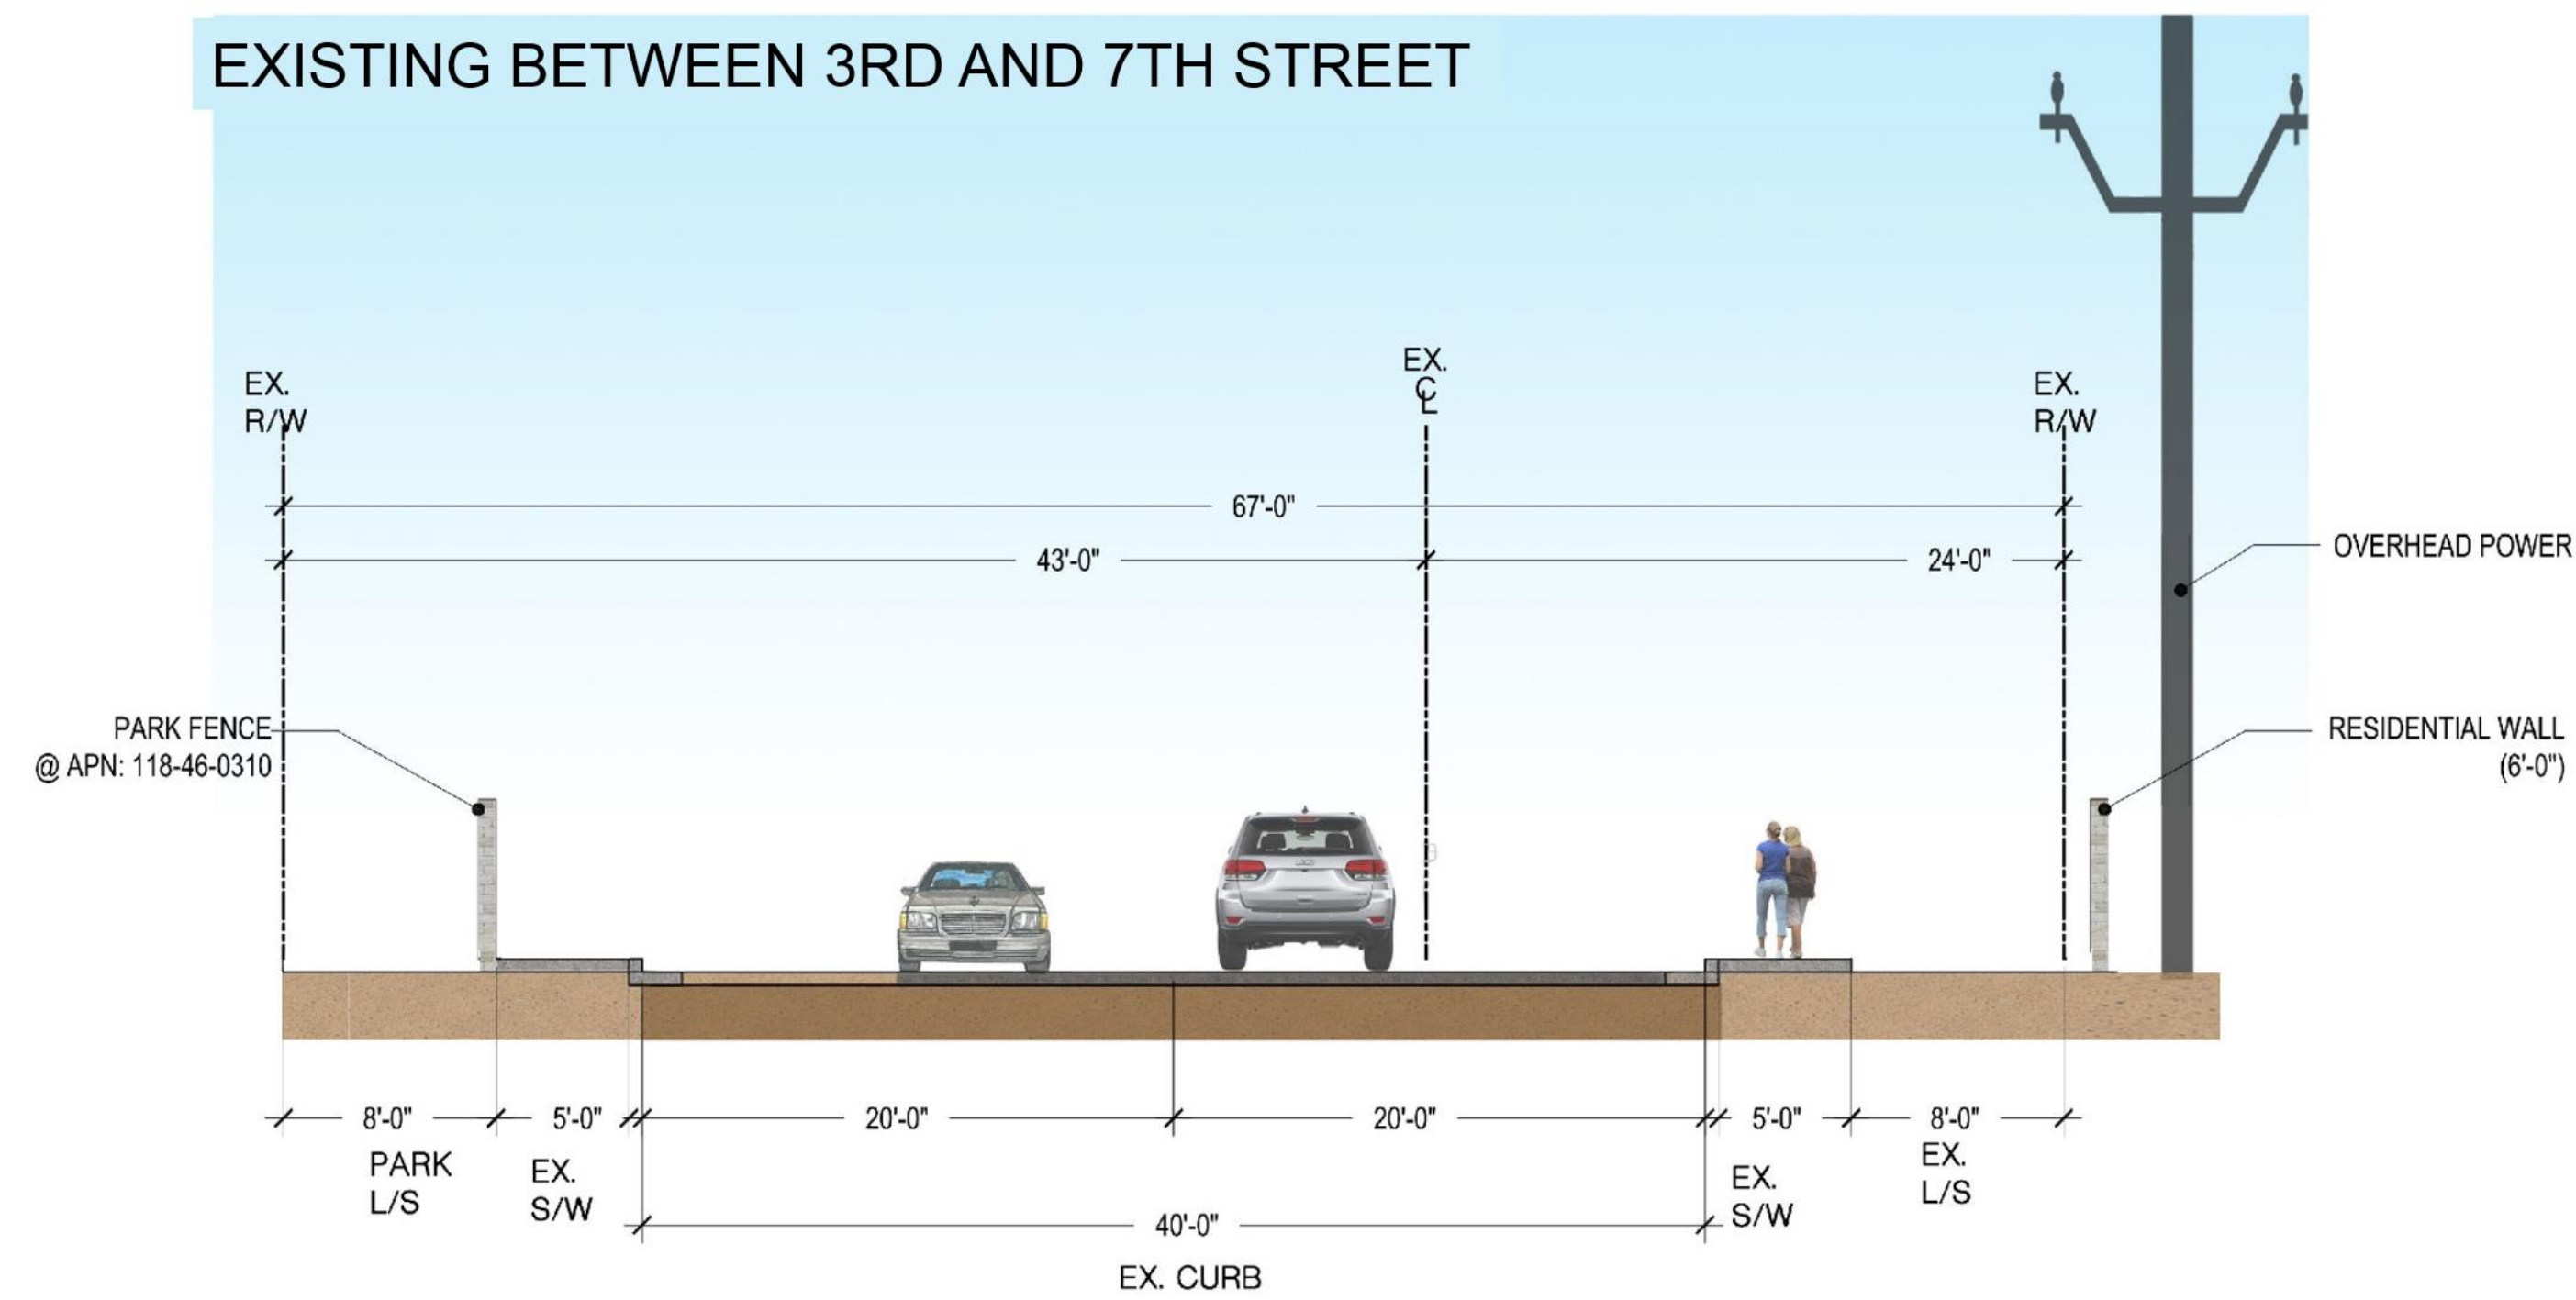 EXISTING BETWEEN 3RD AND 7TH STREET
EX.
R/W
EX.
CL
EX.
R/W
67'-0"
43'-0"
24'-0"
OVERHEAD POWER
PARK FENCE
@ APN: 118-46-0310
RESIDENTIAL WALL
(6'-0")
8'-0"
5'-0"
20'-0"
20'-0"
5'-0"
8'-0"
PARK
L/S
EX.
S/W
EX.
S/W
EX.
L/S
40'-0"
EX. CURB